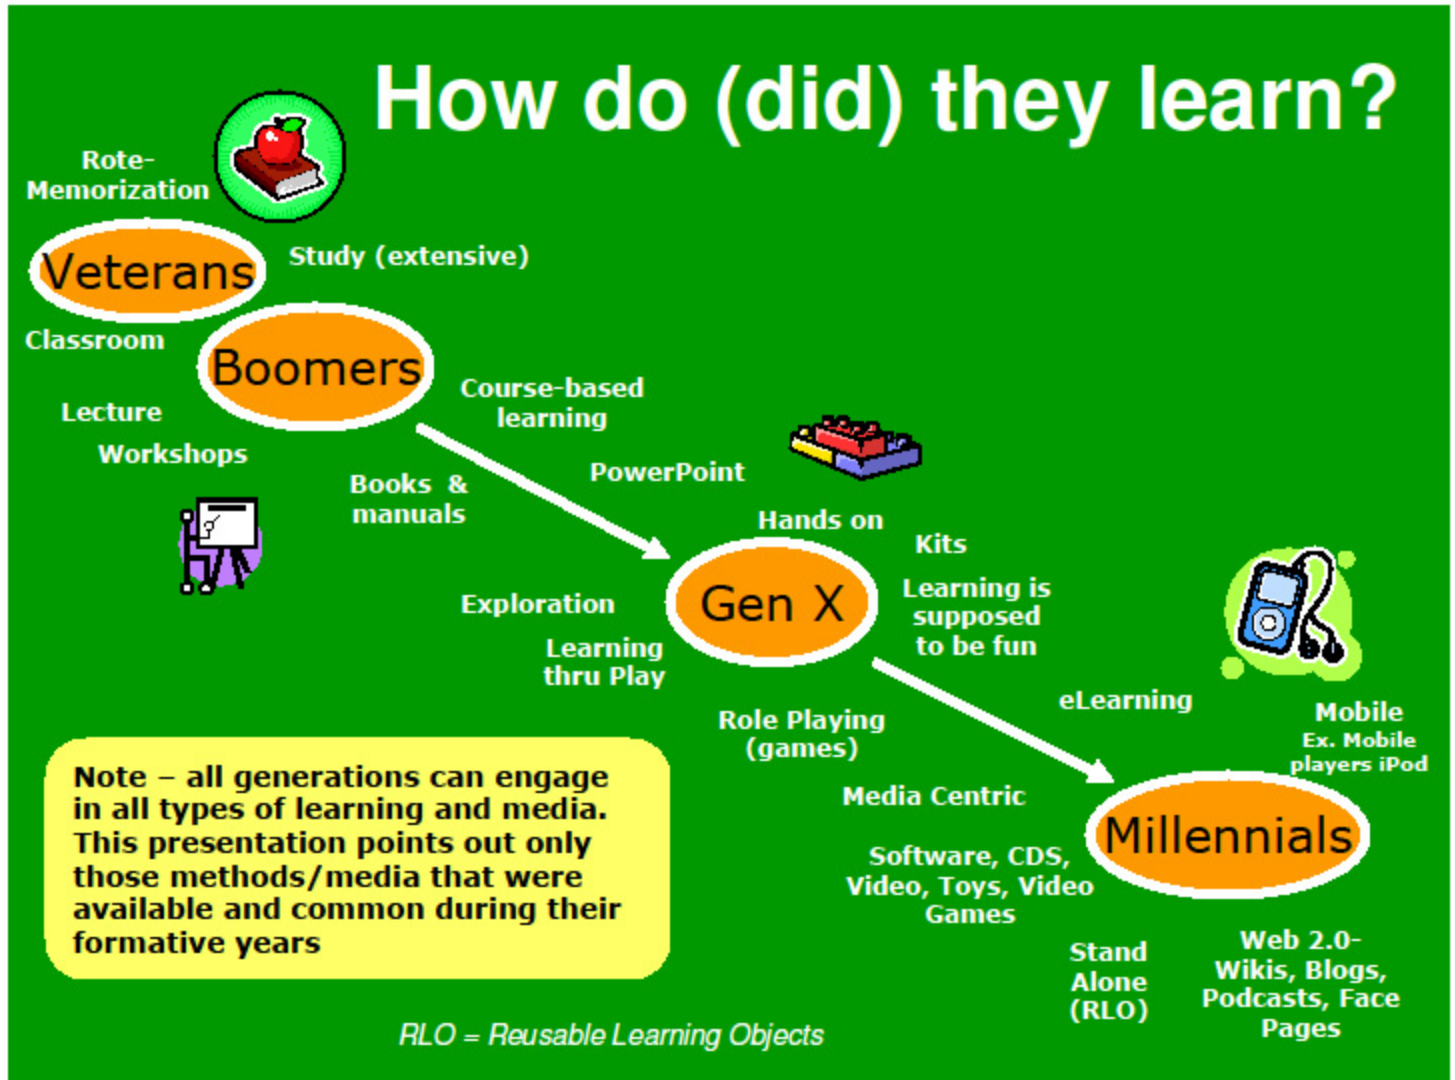 How do (did) they learn?
Rote-
Memorization
Veterans
Study (extensive)
Classroom
Boomers
Lecture
Workshops
Course-based
learning
Books & 
manuals
PowerPoint
Hands on
Kits
Gen X
Learning is
supposed
to be fun
Exploration
Learning
thru Play
Role Playing
(games)
eLearning
Mobile
Ex. Mobile
players iPod
Media Centric
Millennials
Software, CDS,
Video, Toys, Video
Games
Stand
Alone
(RLO)
Web 2.0-
Wikis, Blogs,
Podcasts, Face
Pages
Note – all generations can engage
in all types of learning and media.
This presentation points out only
those methods/media that were
available and common during their
formative years
RLO = Reusable Learning Objects